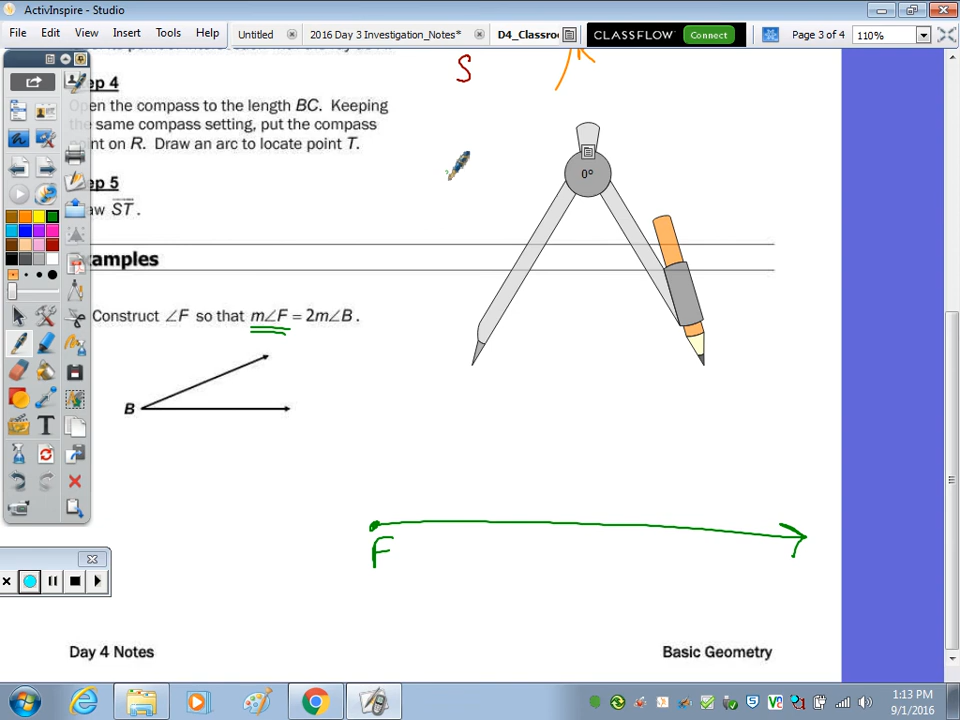 ActivInspire - Studio
File Edit View Insert Tools Help Untitled 2016 Day 3 Investigation_Notes* D4_Classroo CLASSFLOW Connect Page 3 of 4 110%
S
ep 4
Open the compass to the length BC. Keeping
the same compass setting, put the compass
int on R. Draw an arc to locate point T.
ep 5
aw ST.
0°
amples
Construct ∠F so that m∠F = 2m∠B.
B
F
Day 4 Notes Basic Geometry
1:13 PM
9/1/2016